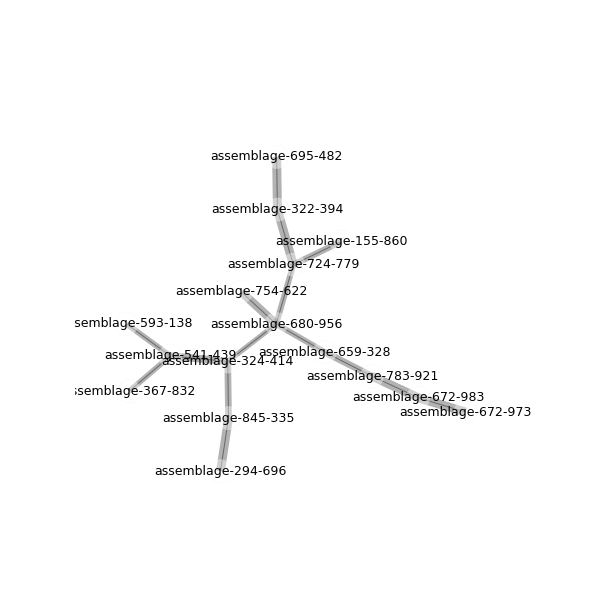 assemblage-695-482
assemblage-322-394
assemblage-155-860
assemblage-724-779
assemblage-754-622
semblage-593-138
assemblage-680-956
assemblage-541-439
assemblage-659-328
assemblage-324-414
assemblage-783-921
ssemblage-367-832
assemblage-672-983
assemblage-672-973
assemblage-845-335
assemblage-294-696